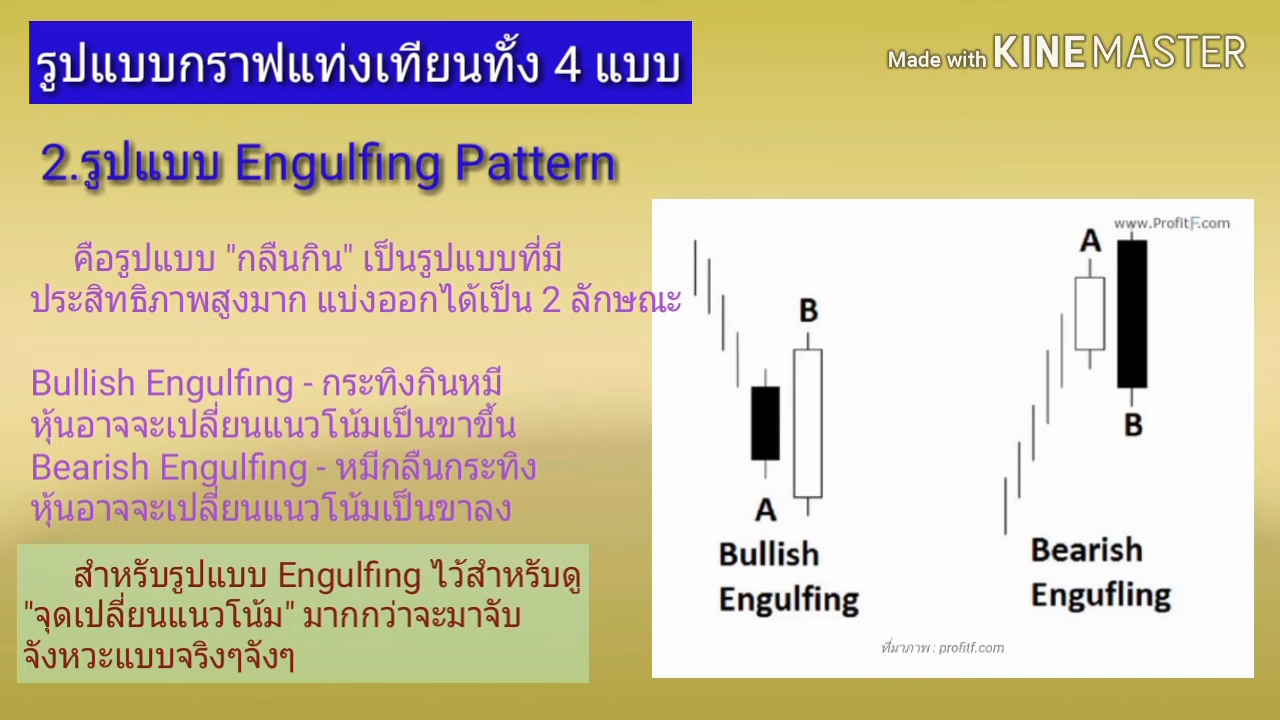 รูปแบบกราฟแท่งเทียนทั้ง 4 แบบ
Made with KINEMASTER
2.รูปแบบ Engulfing Pattern
คือรูปแบบ "กลืนกิน" เป็นรูปแบบที่มี
ประสิทธิภาพสูงมาก แบ่งออกได้เป็น 2 ลักษณะ
Bullish Engulfing - กระทิงกินหมี
หุ้นอาจจะเปลี่ยนแนวโน้มเป็นขาขึ้น
Bearish Engulfing - หมีกลืนกระทิง
หุ้นอาจจะเปลี่ยนแนวโน้มเป็นขาลง
สำหรับรูปแบบ Engulfing ไว้สำหรับดู
"จุดเปลี่ยนแนวโน้ม" มากกว่าจะมาจับ
จังหวะแบบจริงๆจังๆ
www.ProfitF.com
A
B
B
A
Bullish
Engulfing
B
Bearish
Engufling
ที่มาภาพ : profitf.com